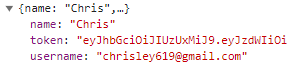 ▼ {name: "Chris",…}
name: "Chris"
token: "eyJhbGciOiJIUzUxMiJ9.eyJzdWIiOi
username: "chrisley619@gmail.com"